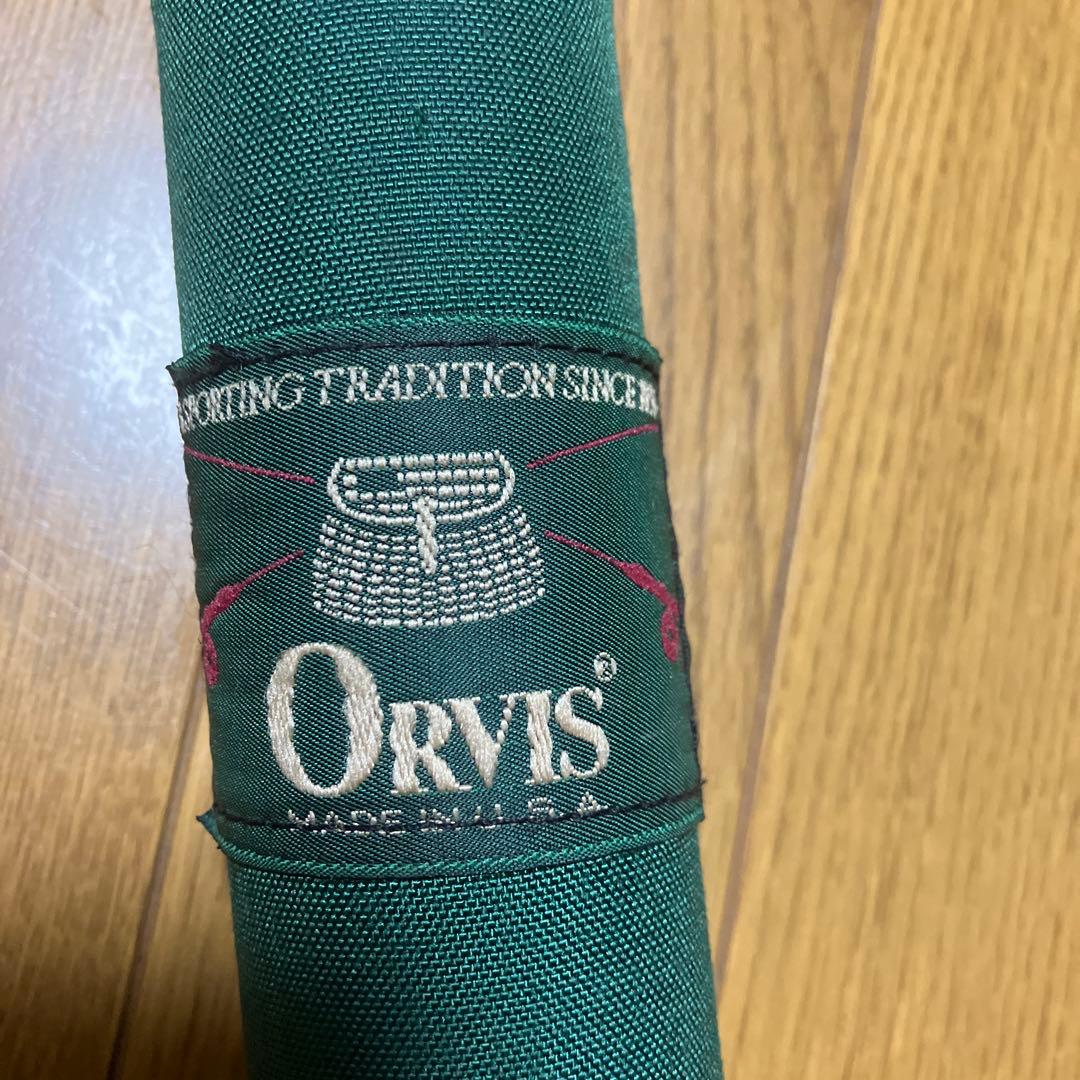 SPORTING TRADITION SINCE
ORVIS®
MADE IN U.S.A